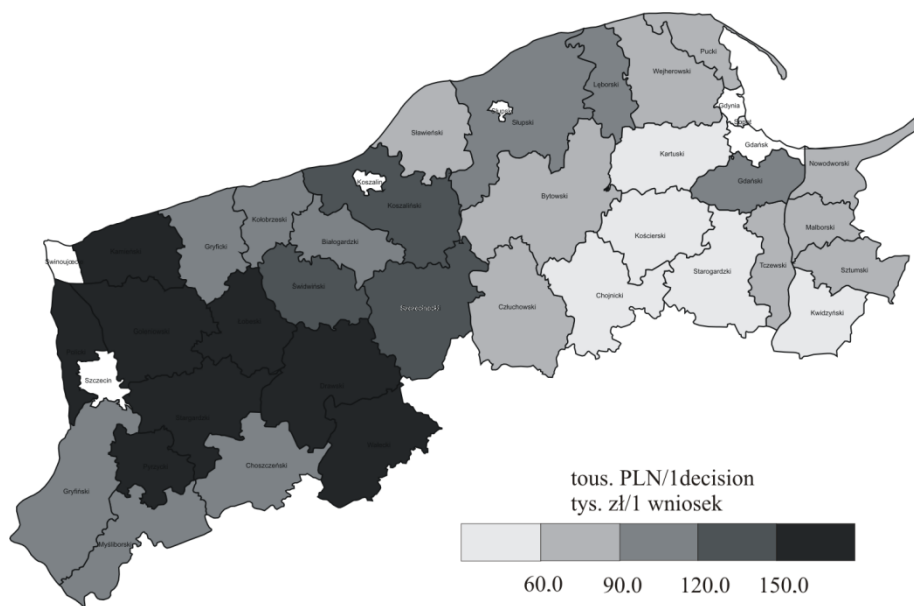 Pucki
Wejherowski
Lęborski
Gdynia
Słupsk
Sopot
Słupski
Sławieński
Gdańsk
Kartuski
Nowodworski
Koszalin
Gdański
Koszaliński
Bytowski
Kołobrzeski
Gryficki
Białogardzki
Kościerski
Malborski
Starogardzki
Tczewski
Sztumski
Świdwiński
Szczecinecki
Człuchowski
Chojnicki
Kwidzyński
Szczecin
Choszczeński
Gryfiński
Myśliborski
tous. PLN/1decision
tys. zł/1 wniosek
60.0 90.0 120.0 150.0